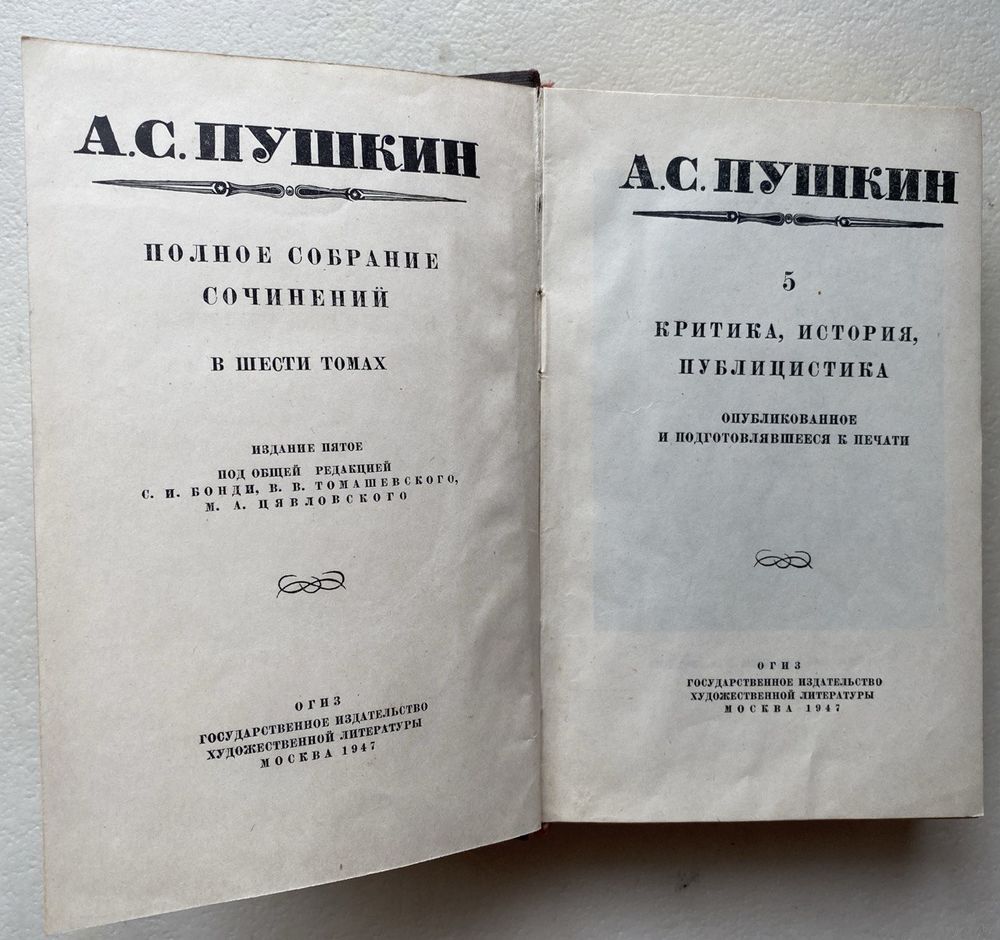 А.С.ПУШКИН
ПОЛНОЕ СОБРАНИЕ
СОЧИНЕНИЙ
В ШЕСТИ ТОМАХ
ИЗДАНИЕ ПЯТОЕ
ПОД ОБЩЕЙ РЕДАКЦИЕЙ
С. И. БОНДИ, В. В. ТОМАШЕВСКОГО,
М. А. ЦЯВЛОВСКОГО
ОГИЗ
ГОСУДАРСТВЕННОЕ ИЗДАТЕЛЬСТВО
ХУДОЖЕСТВЕННОЙ ЛИТЕРАТУРЫ
МОСКВА 1947
А.С.ПУШКИН
5
КРИТИКА, ИСТОРИЯ,
ПУБЛИЦИСТИКА
ОПУБЛИКОВАННОЕ
И ПОДГОТОВЛЯВШЕЕСЯ К ПЕЧАТИ
ОГИЗ
ГОСУДАРСТВЕННОЕ ИЗДАТЕЛЬСТВО
ХУДОЖЕСТВЕННОЙ ЛИТЕРАТУРЫ
МОСКВА 1947